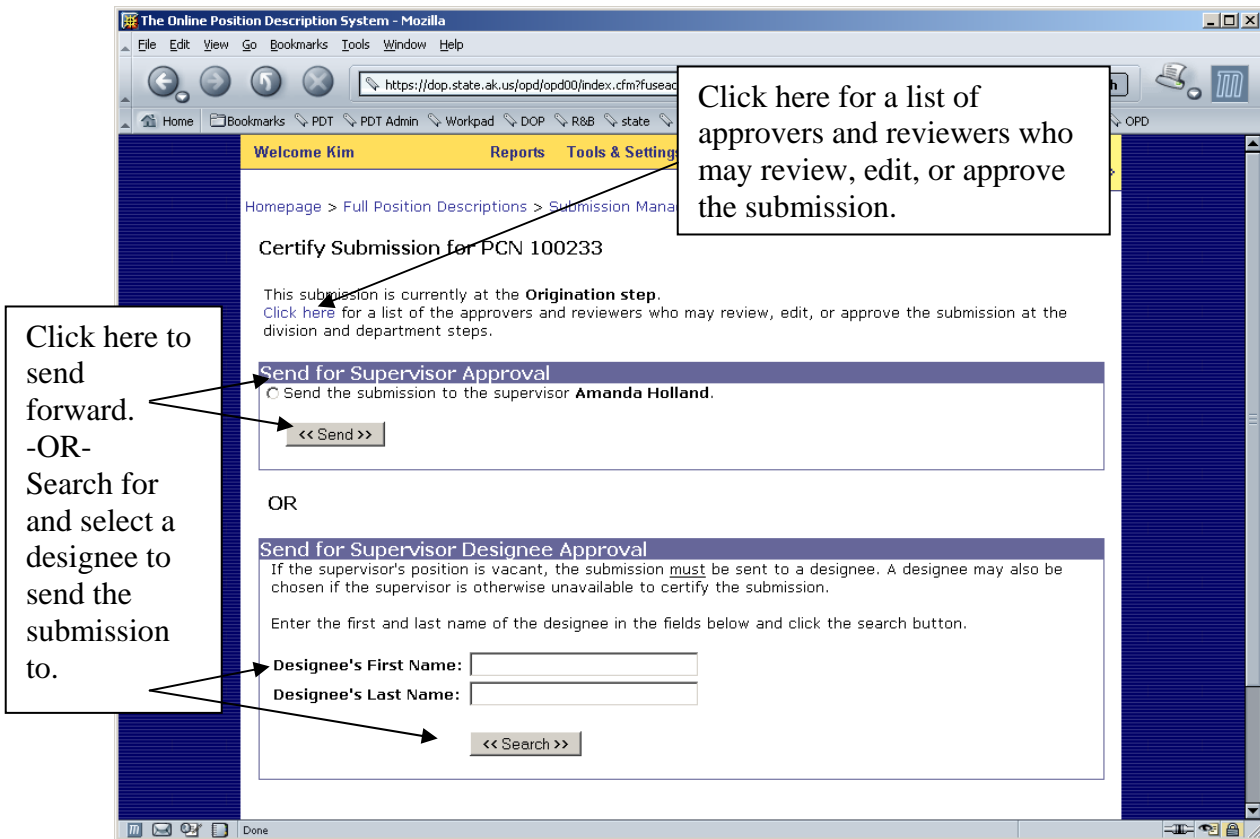 The Online Position Description System - Mozilla
File Edit View Go Bookmarks Tools Window Help
https://dop.state.ak.us/opd/opd00/index.cfm?fuseac
Home Bookmarks PDT PDT Admin Workpad DOP R&B state OPD
Click here for a list of
approvers and reviewers who
may review, edit, or approve
the submission.
Welcome Kim Reports Tools & Settings
Homepage > Full Position Descriptions > Submission Mana
Certify Submission for PCN 100233
This submission is currently at the Origination step.
Click here for a list of the approvers and reviewers who may review, edit, or approve the submission at the
division and department steps.
Click here to
send
forward.
-OR-
Search for
and select a
designee to
send the
submission
to.
Send for Supervisor Approval
Send the submission to the supervisor Amanda Holland.
<< Send >>
OR
Send for Supervisor Designee Approval
If the supervisor's position is vacant, the submission must be sent to a designee. A designee may also be
chosen if the supervisor is otherwise unavailable to certify the submission.
Enter the first and last name of the designee in the fields below and click the search button.
Designee's First Name:
Designee's Last Name:
<< Search >>
Done